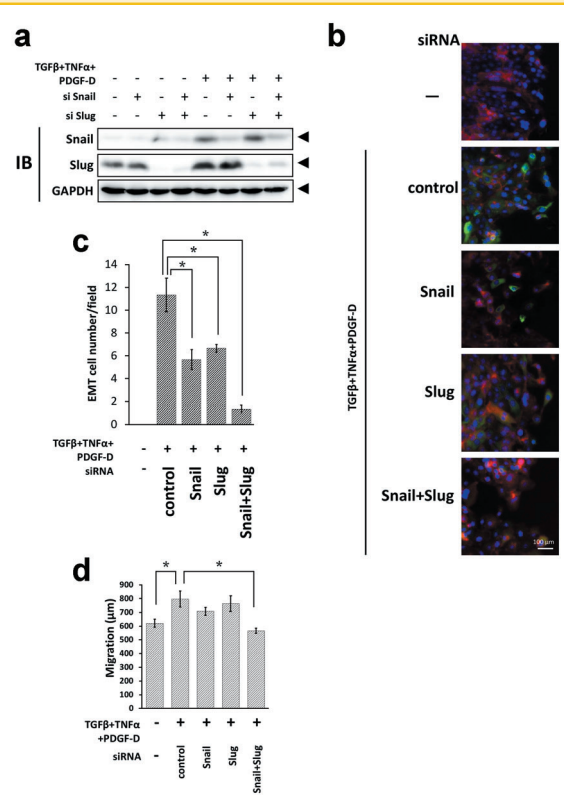 a
TGFβ+TNFα+
PDGF-D - - - - + + + +
si Snail - + - + - + - +
si Slug - - + + - - + +
IB
Snail
Slug
GAPDH
b
siRNA
–
control
Snail
Slug
Snail+Slug
TGFβ+TNFα+PDGF-D
100 μm
c
EMT cell number/field
14
12
10
8
6
4
2
0
* * *
TGFβ+TNFα+
PDGF-D - + + + +
siRNA - control Snail Slug Snail+Slug
d
Migration (μm)
900
800
700
600
500
400
300
200
100
0
* *
TGFβ+TNFα
+PDGF-D - + + + +
siRNA - control Snail Slug Snail+Slug